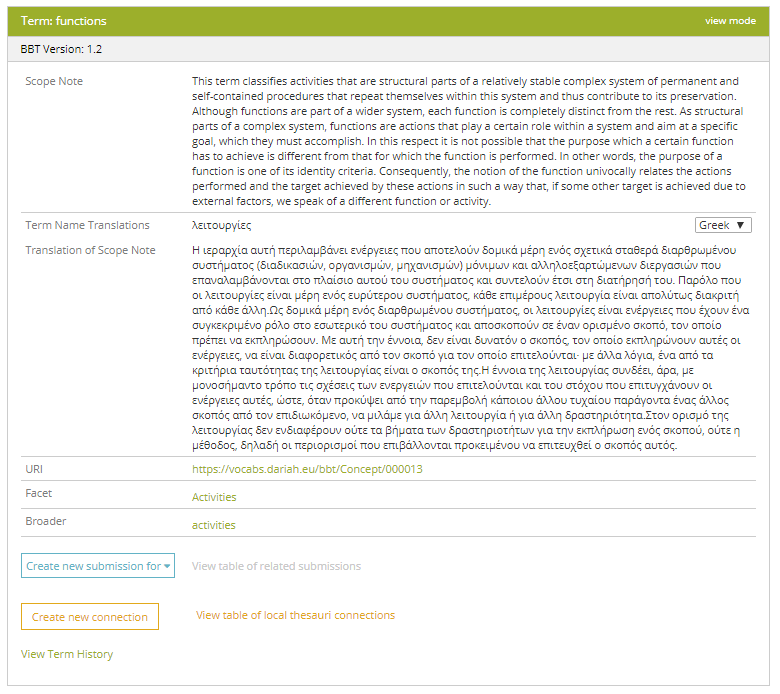 Term: functions
view mode
BBT Version: 1.2
Scope Note
This term classifies activities that are structural parts of a relatively stable complex system of permanent and
self-contained procedures that repeat themselves within this system and thus contribute to its preservation.
Although functions are part of a wider system, each function is completely distinct from the rest. As structural
parts of a complex system, functions are actions that play a certain role within a system and aim at a specific
goal, which they must accomplish. In this respect it is not possible that the purpose which a certain function
has to achieve is different from that for which the function is performed. In other words, the purpose of a
function is one of its identity criteria. Consequently, the notion of the function univocally relates the actions
performed and the target achieved by these actions in such a way that, if some other target is achieved due to
external factors, we speak of a different function or activity.
Term Name Translations
λειτουργίες
Greek ▼
Translation of Scope Note
Η ιεραρχία αυτή περιλαμβάνει ενέργειες που αποτελούν δομικά μέρη ενός σχετικά σταθερά διαρθρωμένου
συστήματος (διαδικασιών, οργανισμών, μηχανισμών) μόνιμων και αλληλοεξαρτώμενων διεργασιών που
επαναλαμβάνονται στο πλαίσιο αυτού του συστήματος και συντελούν έτσι στη διατήρησή του. Παρόλο που
οι λειτουργίες είναι μέρη ενός ευρύτερου συστήματος, κάθε επιμέρους λειτουργία είναι απολύτως διακριτή
από κάθε άλλη.Ως δομικά μέρη ενός διαρθρωμένου συστήματος, οι λειτουργίες είναι ενέργειες που έχουν ένα
συγκεκριμένο ρόλο στο εσωτερικό του συστήματος και αποσκοπούν σε έναν ορισμένο σκοπό, τον οποίο
πρέπει να εκπληρώσουν. Με αυτή την έννοια, δεν είναι δυνατόν ο σκοπός, τον οποίο εκπληρώνουν αυτές οι
ενέργειες, να είναι διαφορετικός από τον σκοπό για τον οποίο επιτελούνται· με άλλα λόγια, ένα από τα
κριτήρια ταυτότητας της λειτουργίας είναι ο σκοπός της.Η έννοια της λειτουργίας συνδέει, άρα, με
μονοσήμαντο τρόπο τις σχέσεις των ενεργειών που επιτελούνται και του στόχου που επιτυγχάνουν οι
ενέργειες αυτές, ώστε, όταν προκύψει από την παρεμβολή κάποιου άλλου τυχαίου παράγοντα ένας άλλος
σκοπός από τον επιδιωκόμενο, να μιλάμε για άλλη λειτουργία ή για άλλη δραστηριότητα.Στον ορισμό της
λειτουργίας δεν ενδιαφέρουν ούτε τα βήματα των δραστηριοτήτων για την εκπλήρωση ενός σκοπού, ούτε η
μέθοδος, δηλαδή οι περιορισμοί που επιβάλλονται προκειμένου να επιτευχθεί ο σκοπός αυτός.
URI
https://vocabs.dariah.eu/bbt/Concept/000013
Facet
Activities
Broader
activities
Create new submission for
View table of related submissions
Create new connection
View table of local thesauri connections
View Term History